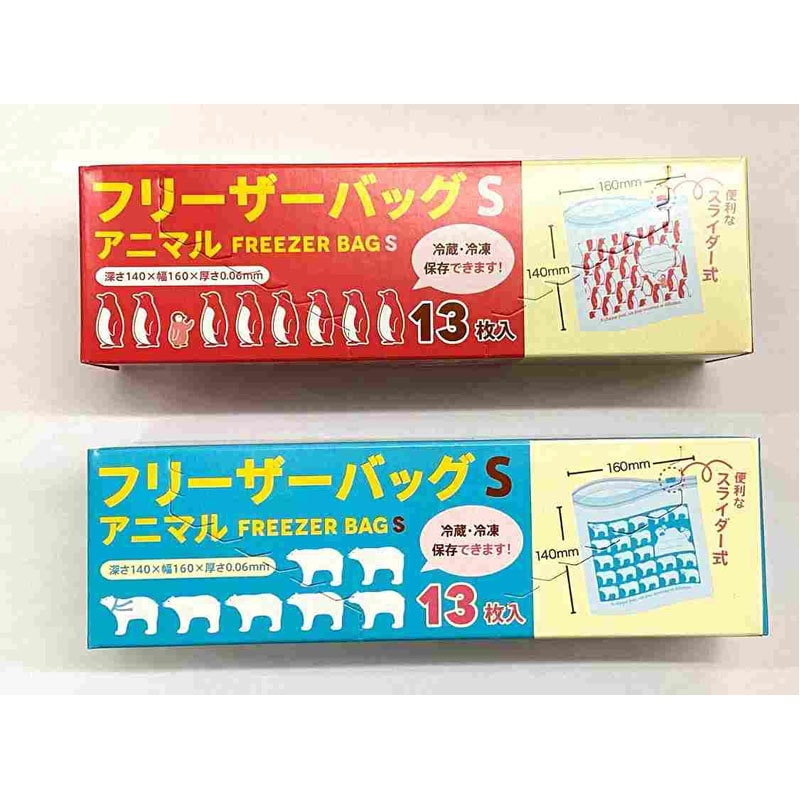 フリーザーバッグ S
アニマル FREEZER BAG S
深さ140×幅160×厚さ0.06mm
冷蔵・冷凍
保存できます!
13枚入
160mm
140mm
便利な
スライダー式
フリーザーバッグ S
アニマル FREEZER BAG S
深さ140×幅160×厚さ0.06mm
冷蔵・冷凍
保存できます!
13枚入
160mm
140mm
便利な
スライダー式